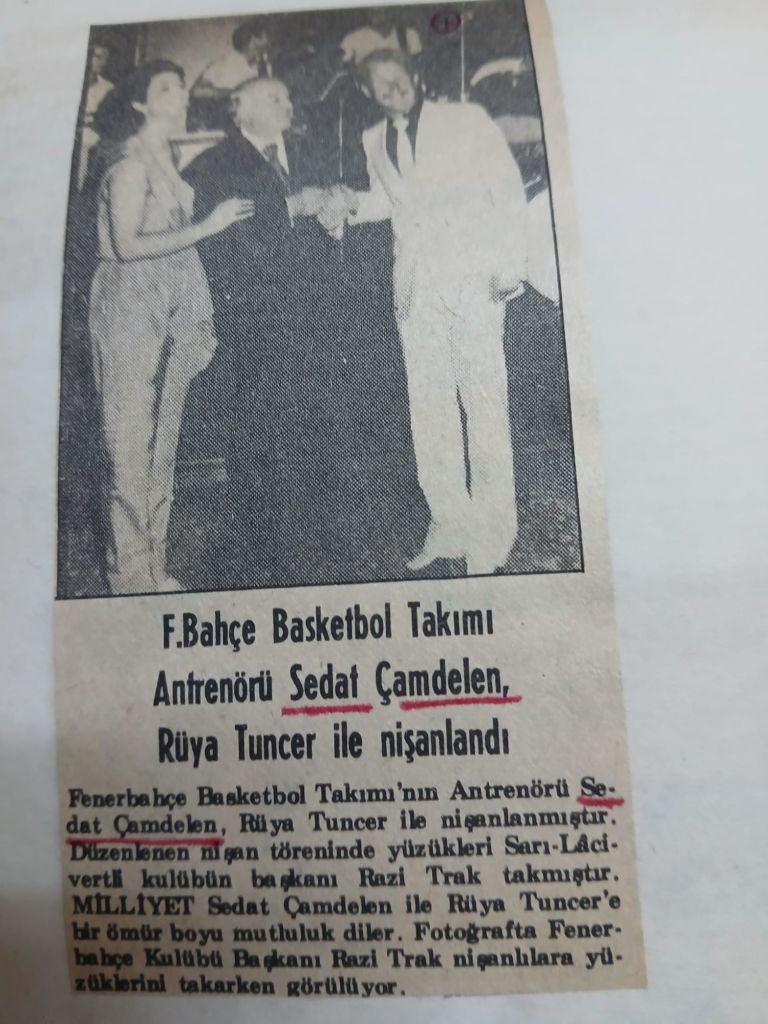 F.Bahçe Basketbol Takımı
Antrenörü Sedat Çamdelen,
Rüya Tuncer ile nişanlandı
Fenerbahçe Basketbol Takımı'nın Antrenörü Se-
dat Çamdelen, Rüya Tuncer ile nişanlanmıştır.
Düzenlenen nişan töreninde yüzükleri Sarı-Lâci-
vertli kulübün başkanı Razi Trak takmıştır.
MİLLİYET Sedat Çamdelen ile Rüya Tuncer'e
bir ömür boyu mutluluk diler. Fotoğrafta Fener-
bahçe Kulübü Başkanı Razi Trak nişanlılara yü-
züklerini takarken görülüyor.